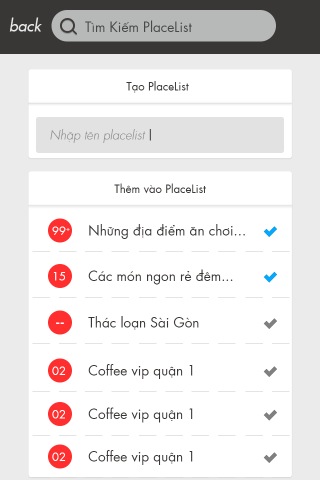 back
Tìm Kiếm PlaceList
Tạo PlaceList
Nhập tên placelist
Thêm vào PlaceList
99+ Những địa điểm ăn chơi...
15 Các món ngon rẻ đêm...
-- Thác loạn Sài Gòn
02 Coffee vip quận 1
02 Coffee vip quận 1
02 Coffee vip quận 1